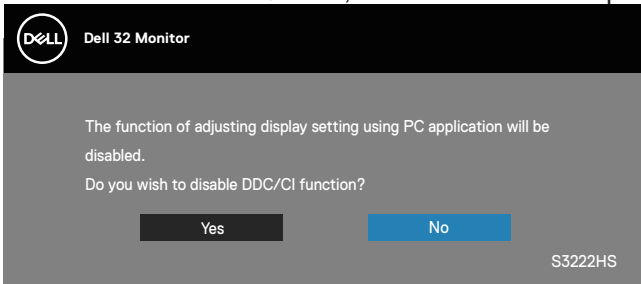 DELL
Dell 32 Monitor
The function of adjusting display setting using PC application will be
disabled.
Do you wish to disable DDC/CI function?
Yes
No
S3222HS